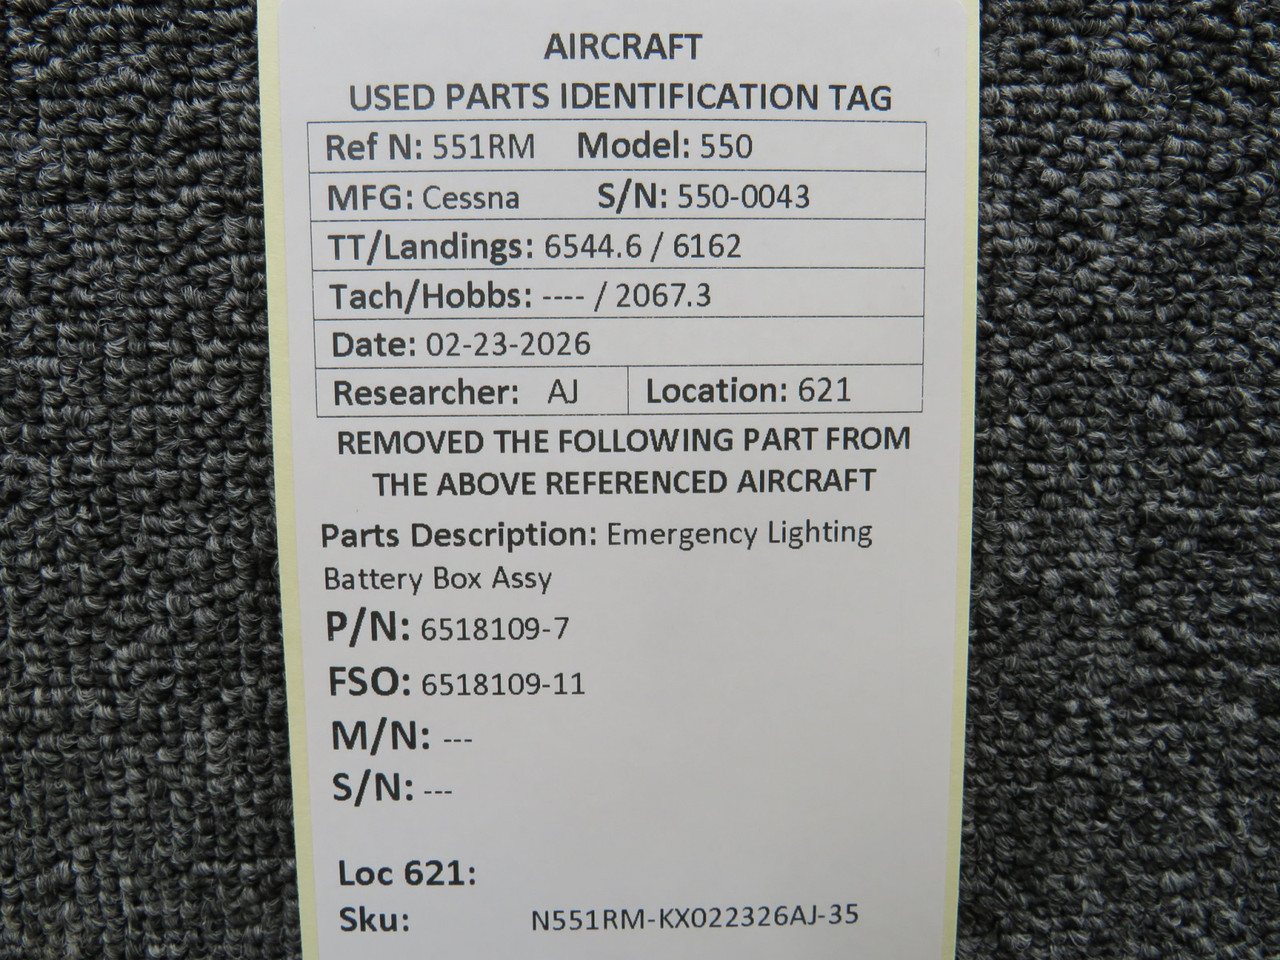 AIRCRAFT
USED PARTS IDENTIFICATION TAG
Ref N: 551RM Model: 550
MFG: Cessna S/N: 550-0043
TT/Landings: 6544.6 / 6162
Tach/Hobbs: ---- / 2067.3
Date: 02-23-2026
Researcher: AJ Location: 621
REMOVED THE FOLLOWING PART FROM
THE ABOVE REFERENCED AIRCRAFT
Parts Description: Emergency Lighting
Battery Box Assy
P/N: 6518109-7
FSO: 6518109-11
M/N: ---
S/N: ---
Loc 621:
Sku: N551RM-KX022326AJ-35